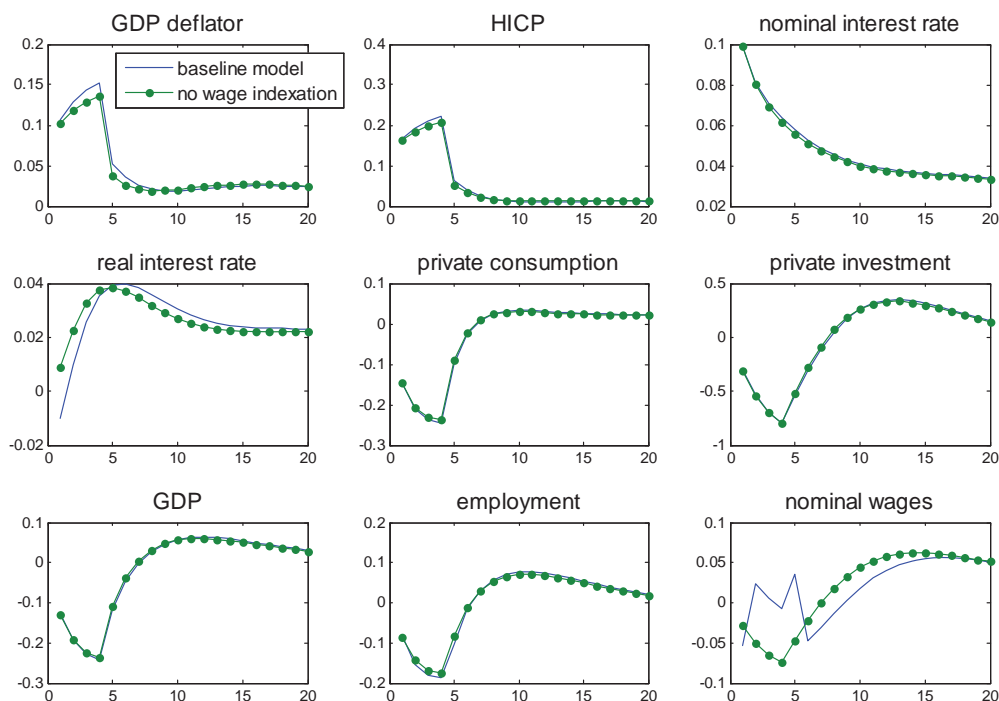 GDP deflator
0.2
0.15
0.1
0.05
0
0 5 10 15 20
baseline model
no wage indexation
HICP
0.4
0.3
0.2
0.1
0
0 5 10 15 20
nominal interest rate
0.1
0.08
0.06
0.04
0.02
0 5 10 15 20
real interest rate
0.04
0.02
0
-0.02
0 5 10 15 20
private consumption
0.1
0
-0.1
-0.2
-0.3
0 5 10 15 20
private investment
0.5
0
-0.5
-1
0 5 10 15 20
GDP
0.1
0
-0.1
-0.2
-0.3
0 5 10 15 20
employment
0.2
0.1
0
-0.1
-0.2
0 5 10 15 20
nominal wages
0.1
0.05
0
-0.05
-0.1
0 5 10 15 20